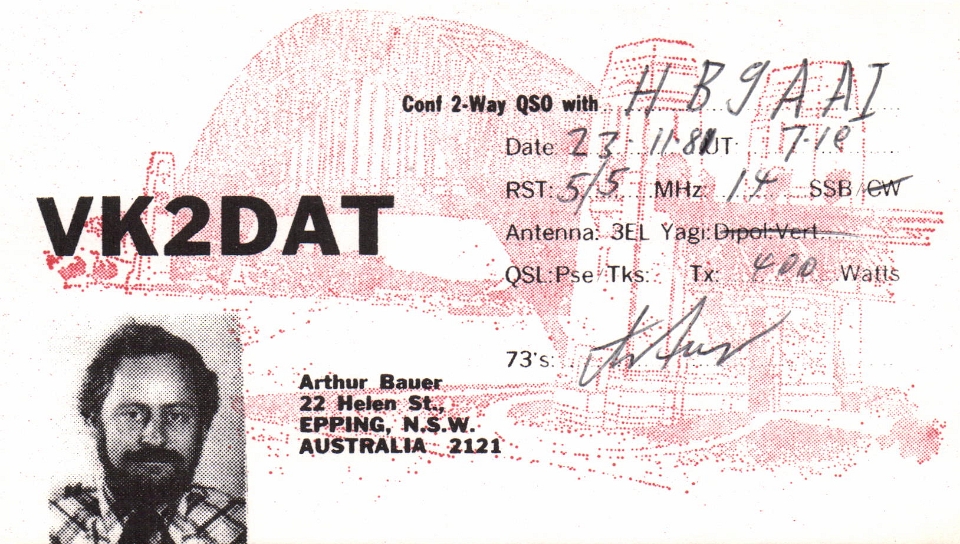 Conf 2-Way QSO with HB9AAI
Date 23 11-81 UT 7.10
RST: 5/5 MHz 14 SSB/CW
VK2DAT
Antenna: 3EL Yagi:Dipol:Vert
QSL:Pse Tks: Tx: 400 Watts
73's:
Arthur Bauer
22 Helen St.,
EPPING, N.S.W.
AUSTRALIA 2121